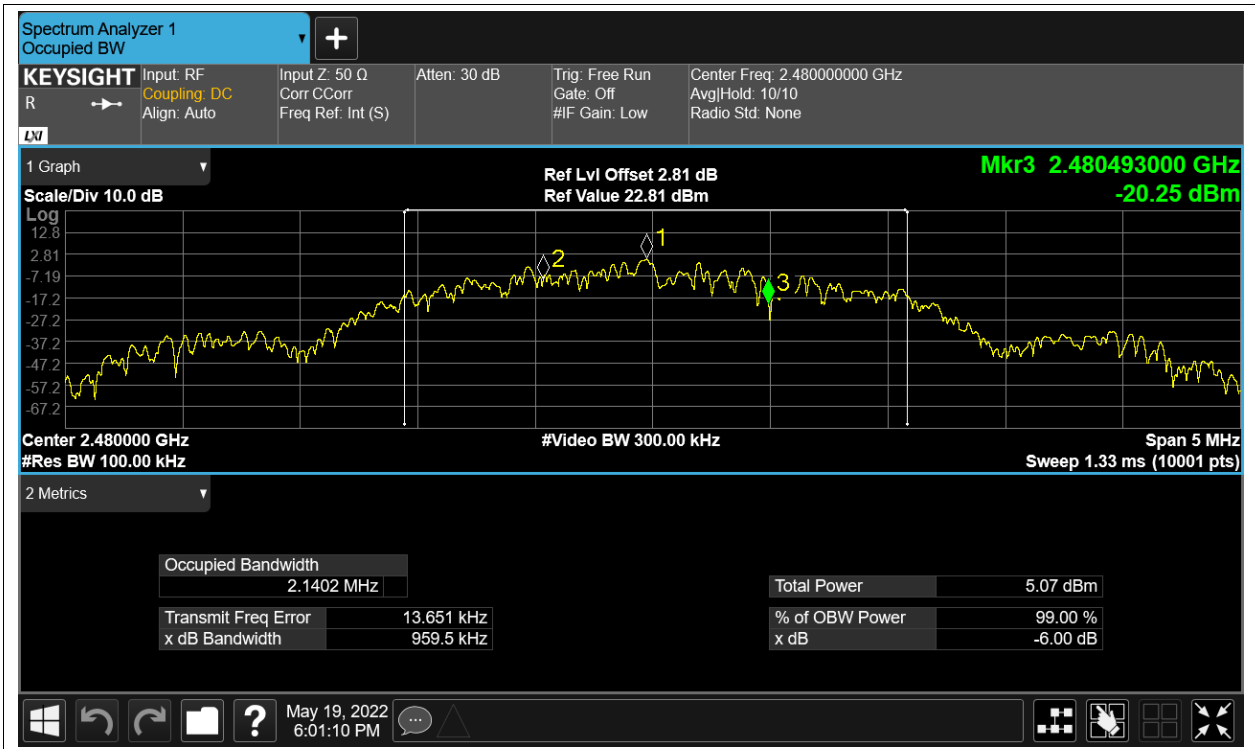 Spectrum Analyzer 1
Occupied BW
KEYSIGHT
R
LXI
Input: RF
Coupling: DC
Align: Auto
Input Z: 50 Ω
Corr CCorr
Freq Ref: Int (S)
Atten: 30 dB
Trig: Free Run
Gate: Off
#IF Gain: Low
Center Freq: 2.480000000 GHz
Avg|Hold: 10/10
Radio Std: None
1 Graph
Scale/Div 10.0 dB
Ref Lvl Offset 2.81 dB
Ref Value 22.81 dBm
Mkr3 2.480493000 GHz
-20.25 dBm
Log
12.8
2.81
-7.19
-17.2
-27.2
-37.2
-47.2
-57.2
-67.2
1
2
3
Center 2.480000 GHz
#Video BW 300.00 kHz
Span 5 MHz
#Res BW 100.00 kHz
Sweep 1.33 ms (10001 pts)
2 Metrics
Occupied Bandwidth
2.1402 MHz
Total Power 5.07 dBm
Transmit Freq Error 13.651 kHz
% of OBW Power 99.00 %
x dB Bandwidth 959.5 kHz
x dB -6.00 dB
?
May 19, 2022
6:01:10 PM